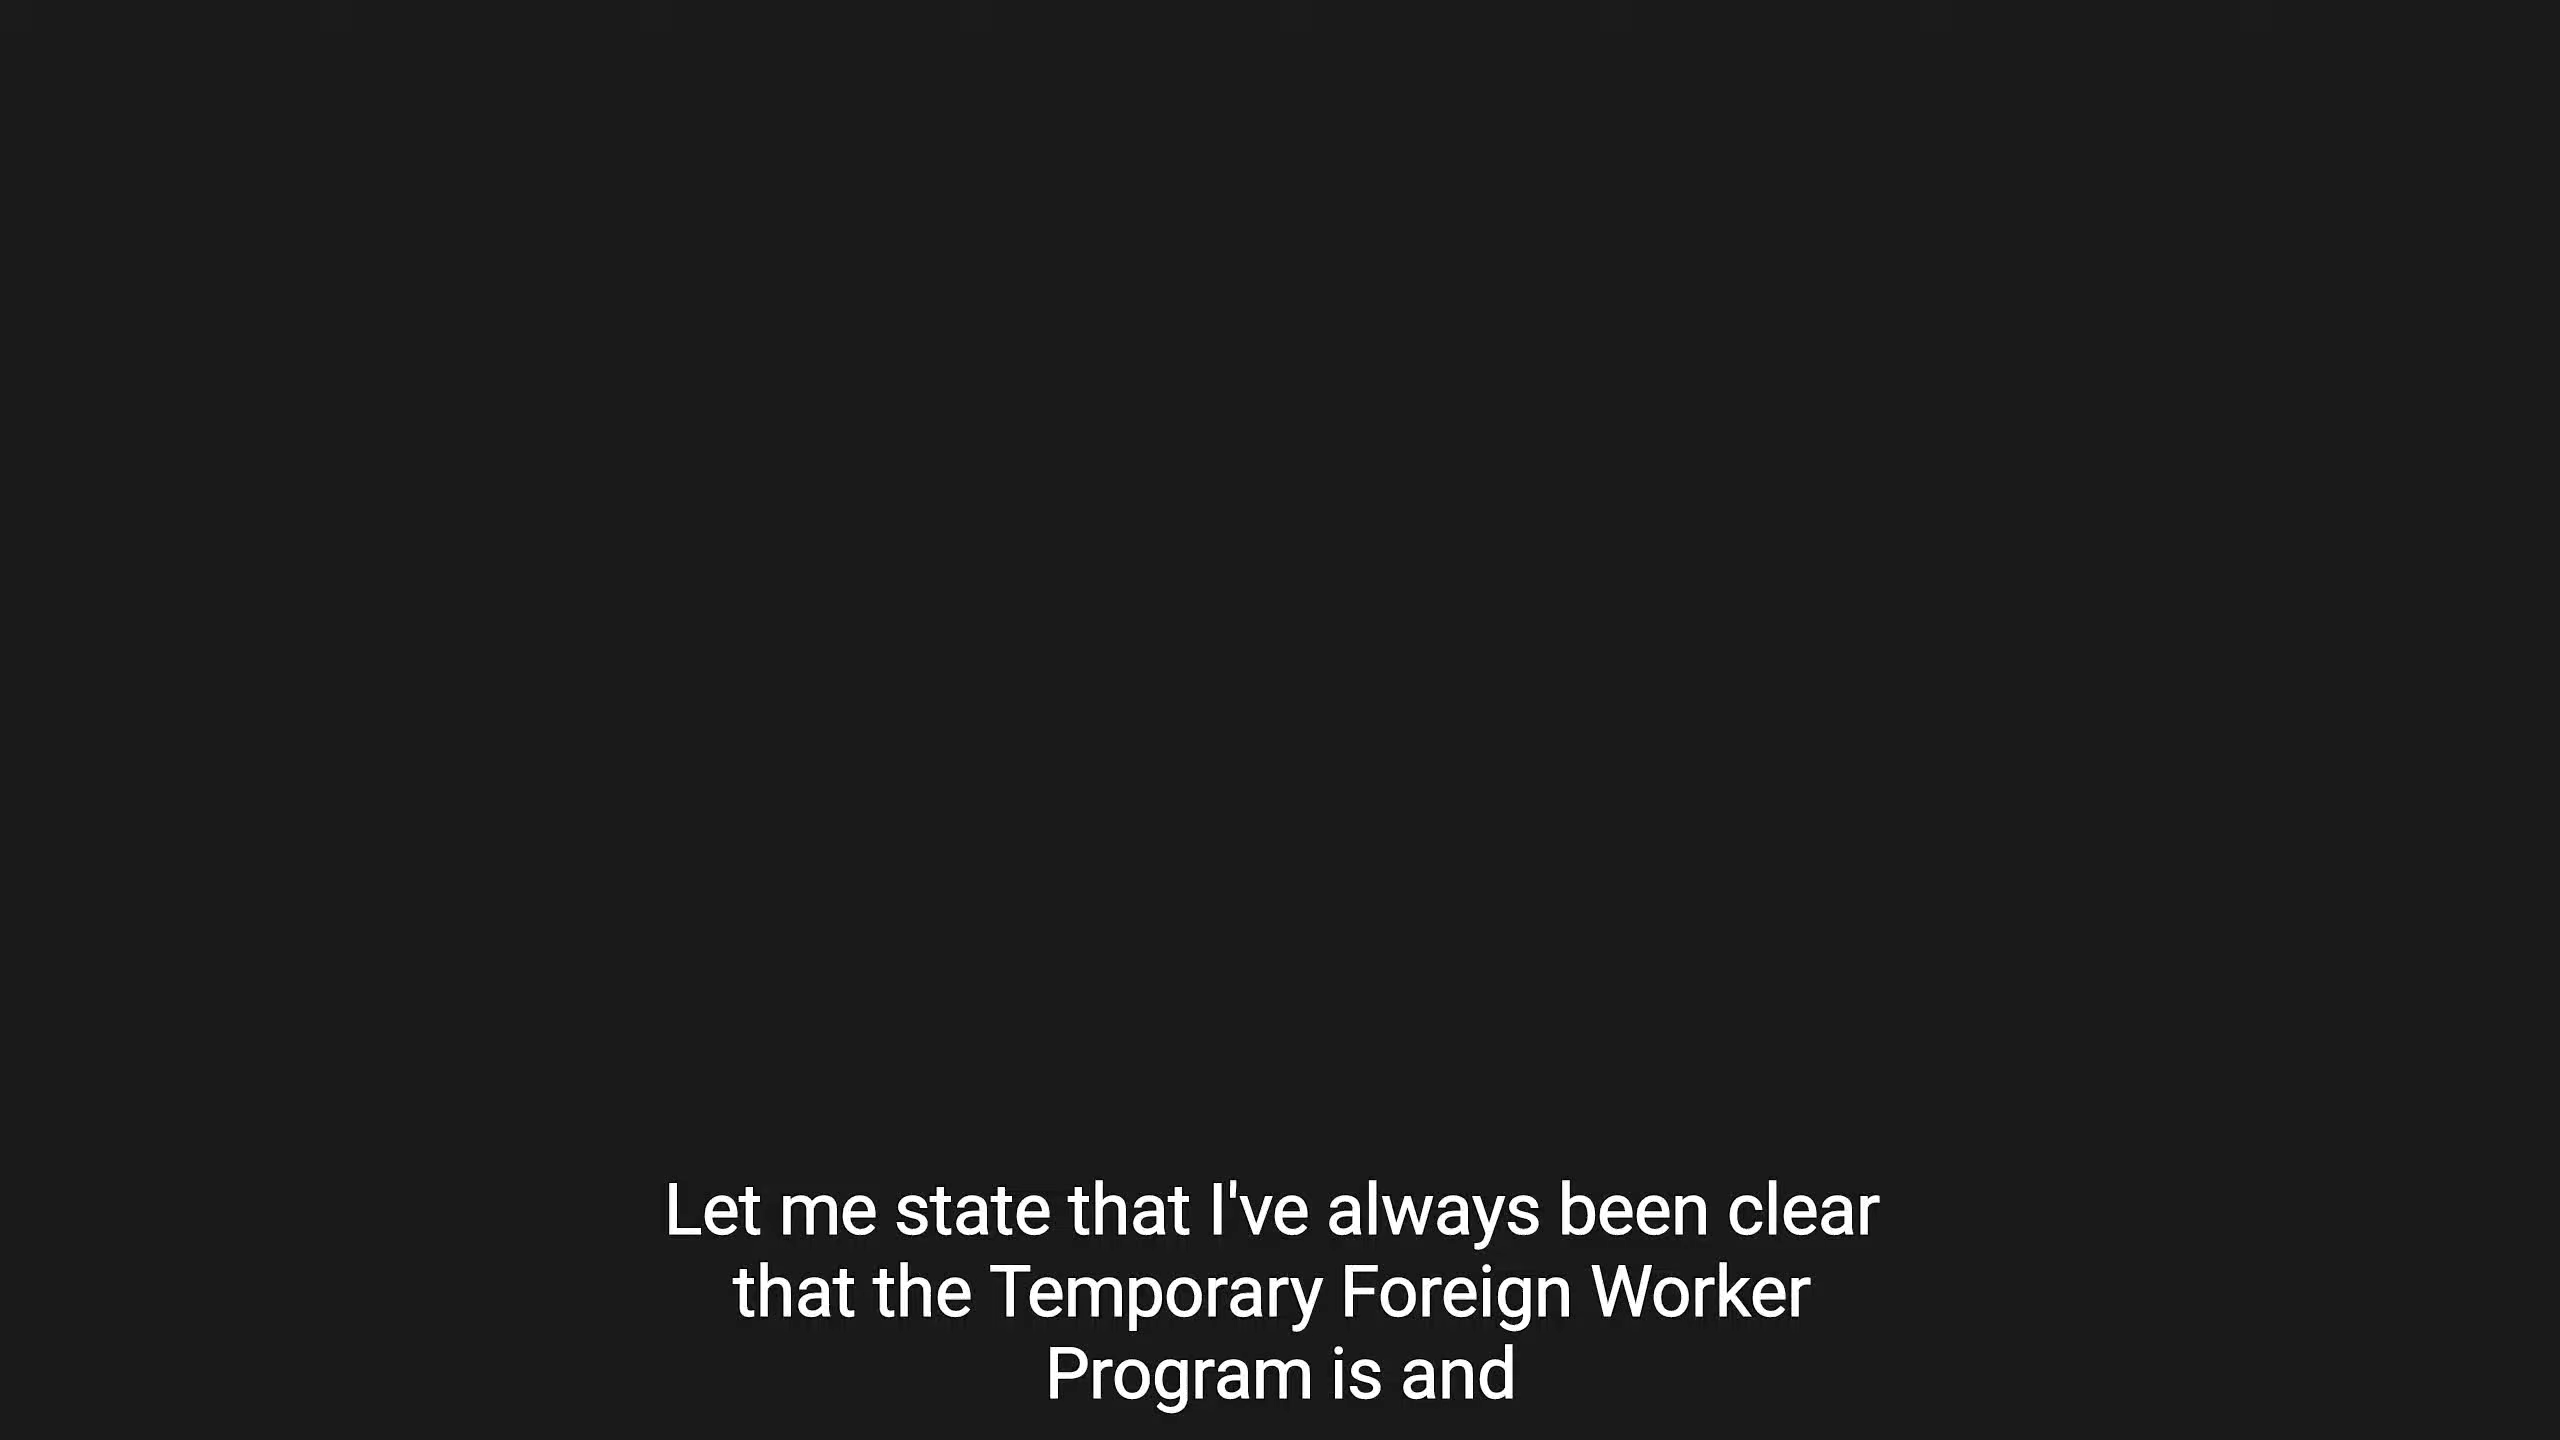 Let me state that I've always been clear
that the Temporary Foreign Worker
Program is and